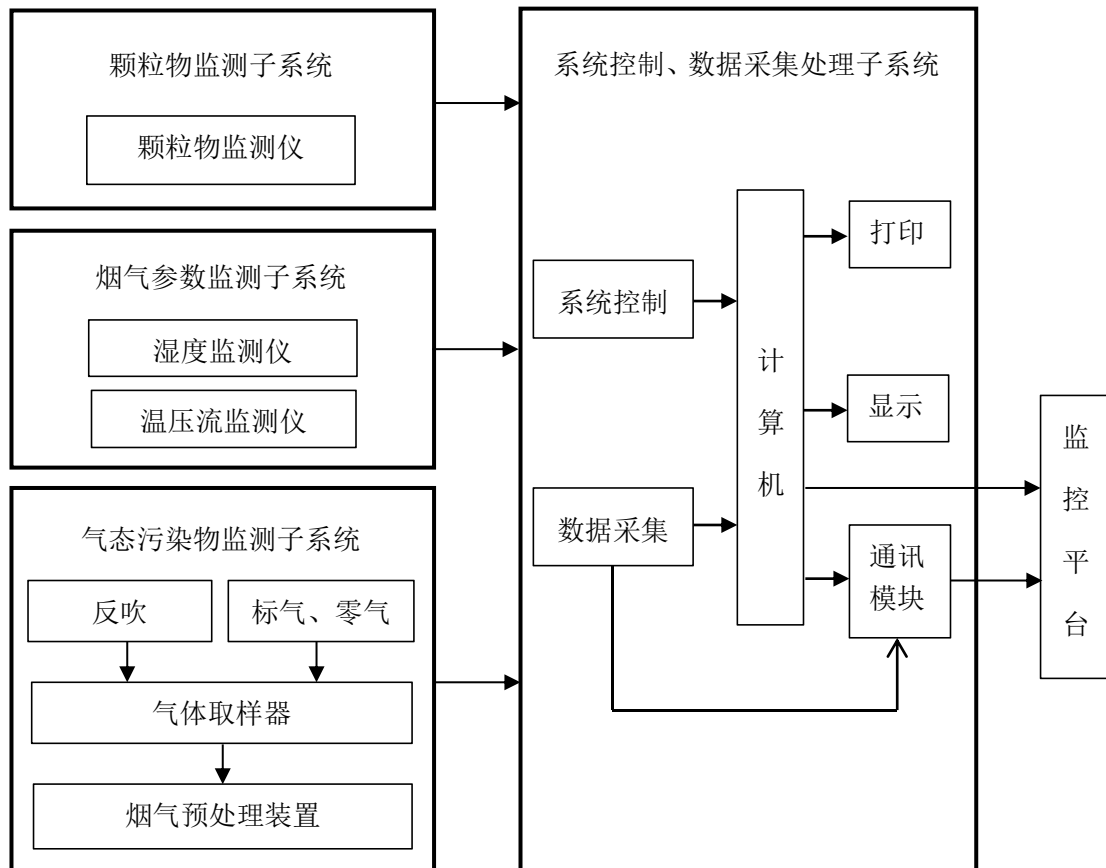 颗粒物监测子系统
颗粒物监测仪
烟气参数监测子系统
湿度监测仪
温压流监测仪
气态污染物监测子系统
反吹
标气、零气
气体取样器
烟气预处理装置
系统控制、数据采集处理子系统
系统控制
数据采集
计
算
机
打印
显示
通讯
模块
监
控
平
台